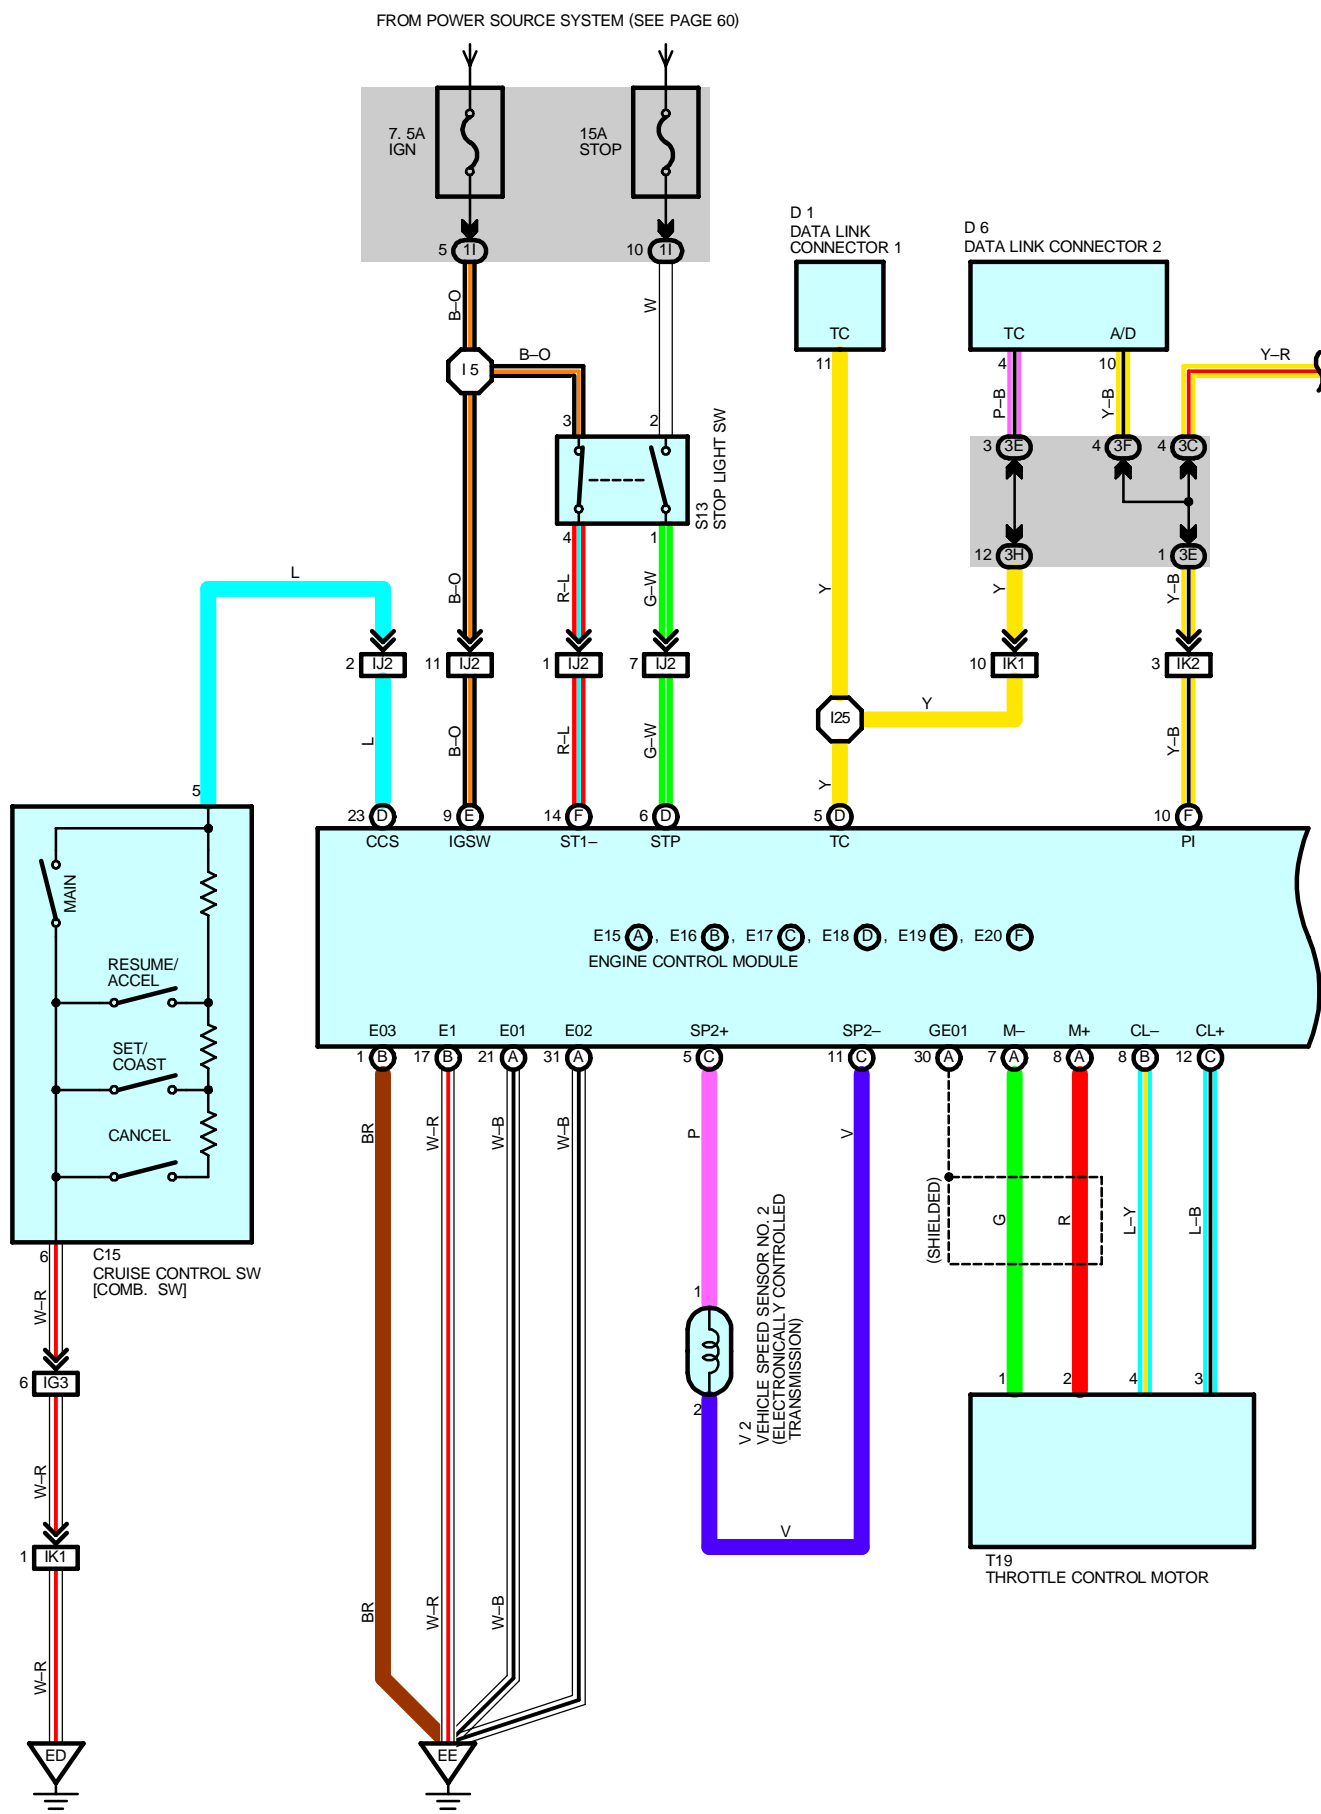 FROM POWER SOURCE SYSTEM (SEE PAGE 60)
7. 5A
IGN
15A
STOP
5 1I
10 1I
D 1
DATA LINK
CONNECTOR 1
D 6
DATA LINK CONNECTOR 2
TC
TC
A/D
B–O
W
11
4
10
Y–R
I 5
B–O
P–B
Y–B
3
2
3 3E
4 3F
4 3C
S13
STOP LIGHT SW
4
1
12 3H
1 3E
L
B–O
R–L
G–W
Y
Y
Y–B
2 IJ2
11 IJ2
1 IJ2
7 IJ2
10 IK1
3 IK2
I25
Y
L
B–O
R–L
G–W
Y
Y–B
5
23 D
9 E
14 F
6 D
5 D
10 F
CCS
IGSW
ST1–
STP
TC
PI
MAIN
E15 A , E16 B , E17 C , E18 D , E19 E , E20 F
ENGINE CONTROL MODULE
RESUME/
ACCEL
SET/
COAST
CANCEL
E03
E1
E01
E02
SP2+
SP2–
GE01
M–
M+
CL–
CL+
1 B
17 B
21 A
31 A
5 C
11 C
30 A
7 A
8 A
8 B
12 C
BR
W–R
W–B
W–B
P
V
(SHIELDED)
G
R
L–Y
L–B
6
C15
CRUISE CONTROL SW
[COMB. SW]
W–R
1
2
V 2
VEHICLE SPEED SENSOR NO. 2
(ELECTRONICALLY CONTROLLED
TRANSMISSION)
1
2
4
3
6 IG3
W–R
V
1 IK1
T19
THROTTLE CONTROL MOTOR
BR
W–R
W–B
W–B
W–R
ED
EE